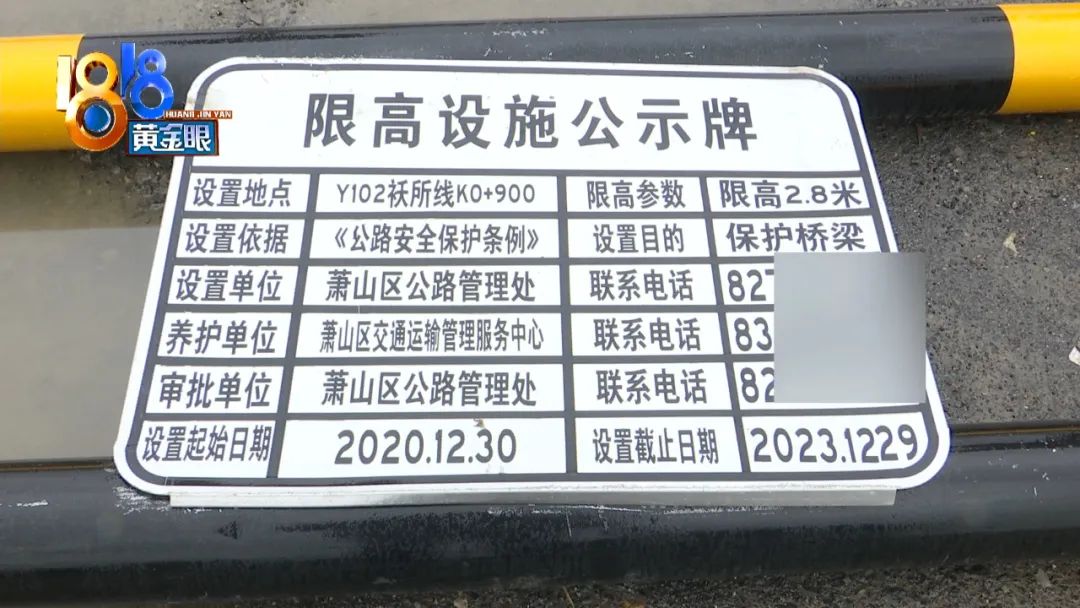 1818
HUANG JIN YAN
黄金眼
限高设施公示牌
设置地点 Y102袄所线K0+900 限高参数 限高2.8米
设置依据 《公路安全保护条例》 设置目的 保护桥梁
设置单位 萧山区公路管理处 联系电话 827
养护单位 萧山区交通运输管理服务中心 联系电话 83
审批单位 萧山区公路管理处 联系电话 82
设置起始日期 2020.12.30 设置截止日期 2023.1229